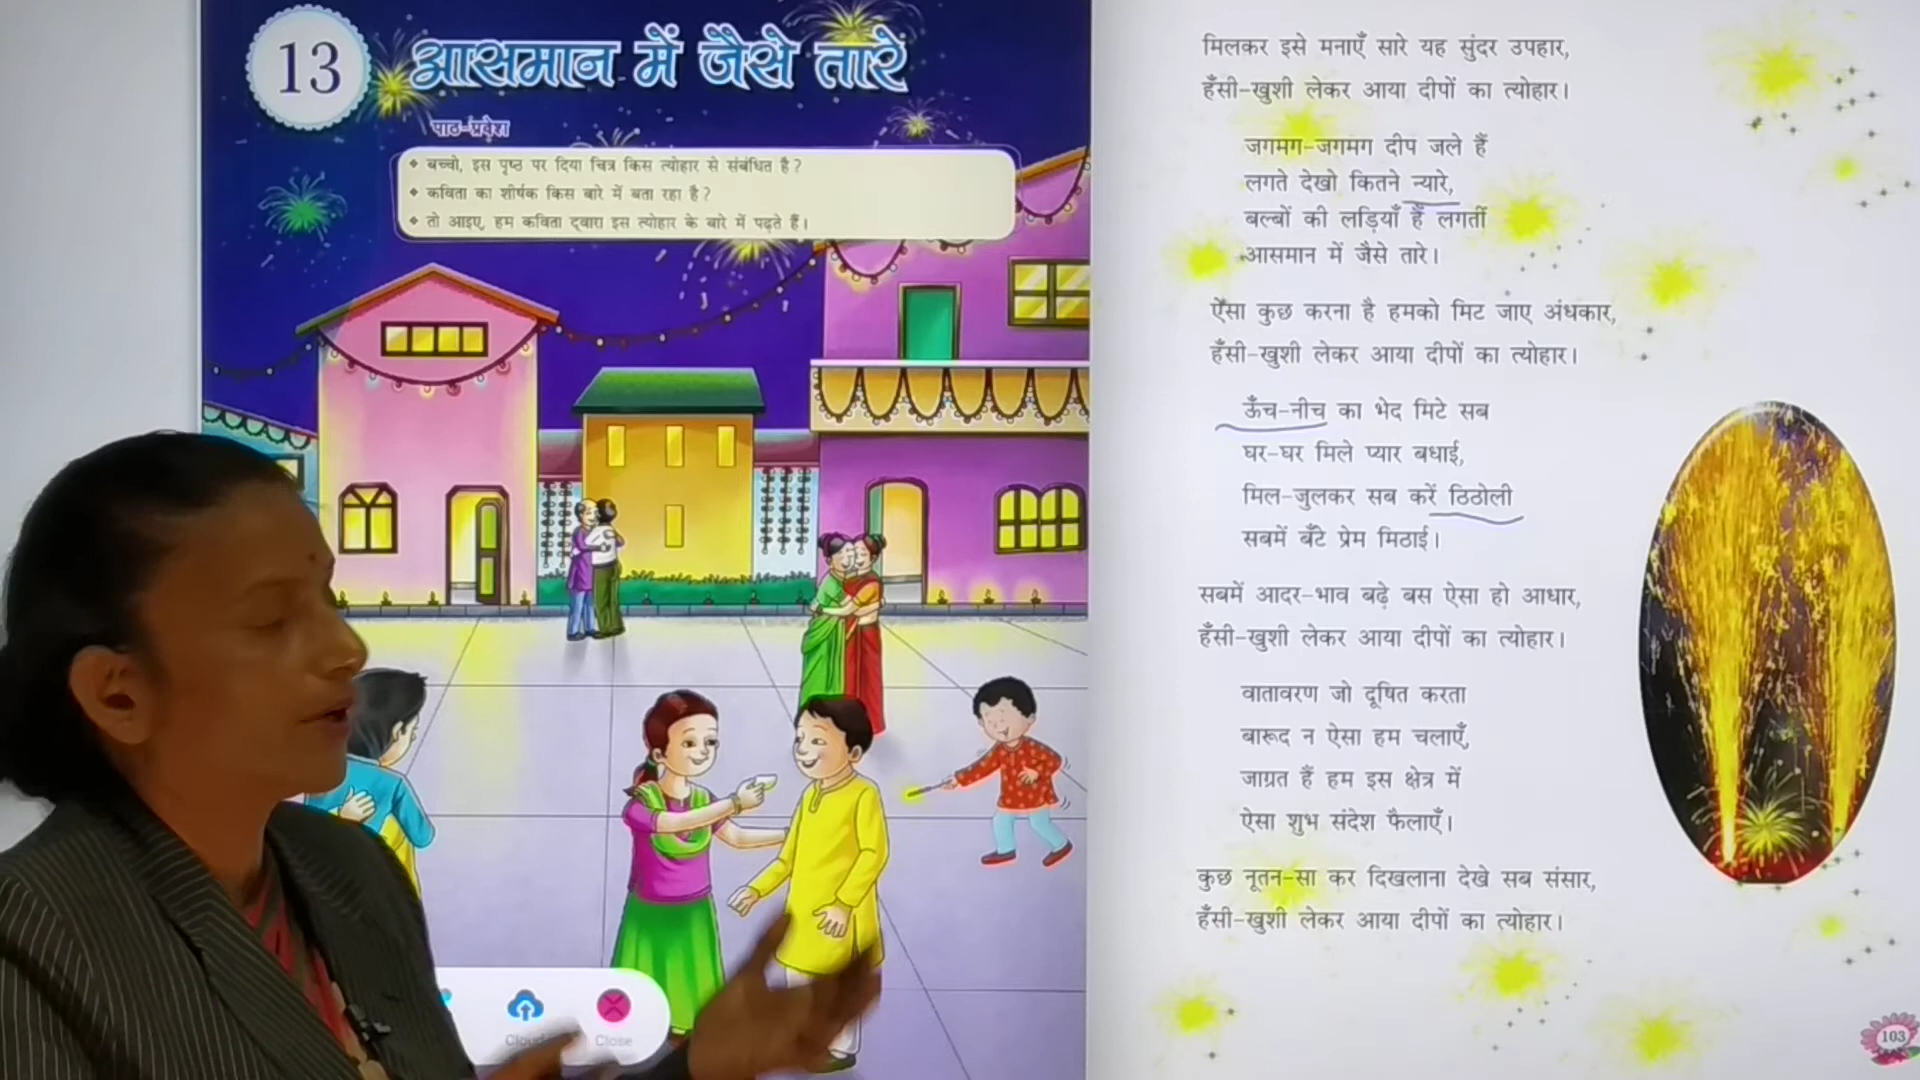 13
आसमान में जैसे तारे
पाठ-प्रवेश
❖ बच्चो, इस पृष्ठ पर दिया चित्र किस त्योहार से संबंधित है?
❖ कविता का शीर्षक किस बारे में बता रहा है?
❖ तो आइए, हम कविता द्वारा इस त्योहार के बारे में पढ़ते हैं।
Cloud
Close
मिलकर इसे मनाएँ सारे यह सुंदर उपहार,
हँसी-खुशी लेकर आया दीपों का त्योहार।
जगमग-जगमग दीप जले हैं
लगते देखो कितने न्यारे,
बल्बों की लड़ियाँ हैं लगतीं
आसमान में जैसे तारे।
ऐसा कुछ करना है हमको मिट जाए अंधकार,
हँसी-खुशी लेकर आया दीपों का त्योहार।
ऊँच-नीच का भेद मिटे सब
घर-घर मिले प्यार बधाई,
मिल-जुलकर सब करें ठिठोली
सबमें बँटे प्रेम मिठाई।
सबमें आदर-भाव बढ़े बस ऐसा हो आधार,
हँसी-खुशी लेकर आया दीपों का त्योहार।
वातावरण जो दूषित करता
बारूद न ऐसा हम चलाएँ,
जाग्रत हैं हम इस क्षेत्र में
ऐसा शुभ संदेश फैलाएँ।
कुछ नूतन-सा कर दिखलाना देखे सब संसार,
हँसी-खुशी लेकर आया दीपों का त्योहार।
103